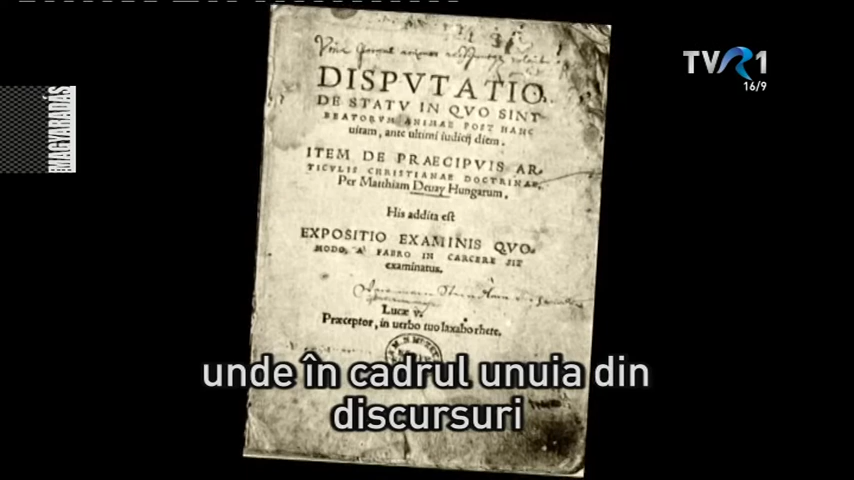 TVR1
16/9
MAGYARADÁS
DISPVTATIO
DE STATV IN QVO SINT
BEATORVM ANIMAE POST HANC
uitam, ante ultimi iudicij diem.
ITEM DE PRAECIPVIS AR-
TICVLIS CHRISTIANAE DOCTRINAE,
Per Matthiam Deuay Hungarum.
His addita est
EXPOSITIO EXAMINIS QVO-
MODO, A FABRO IN CARCERE SIT
examinatus.
Lucæ v.
Præceptor, in uerbo tuo laxabo rhete.
unde în cadrul unuia din
discursuri